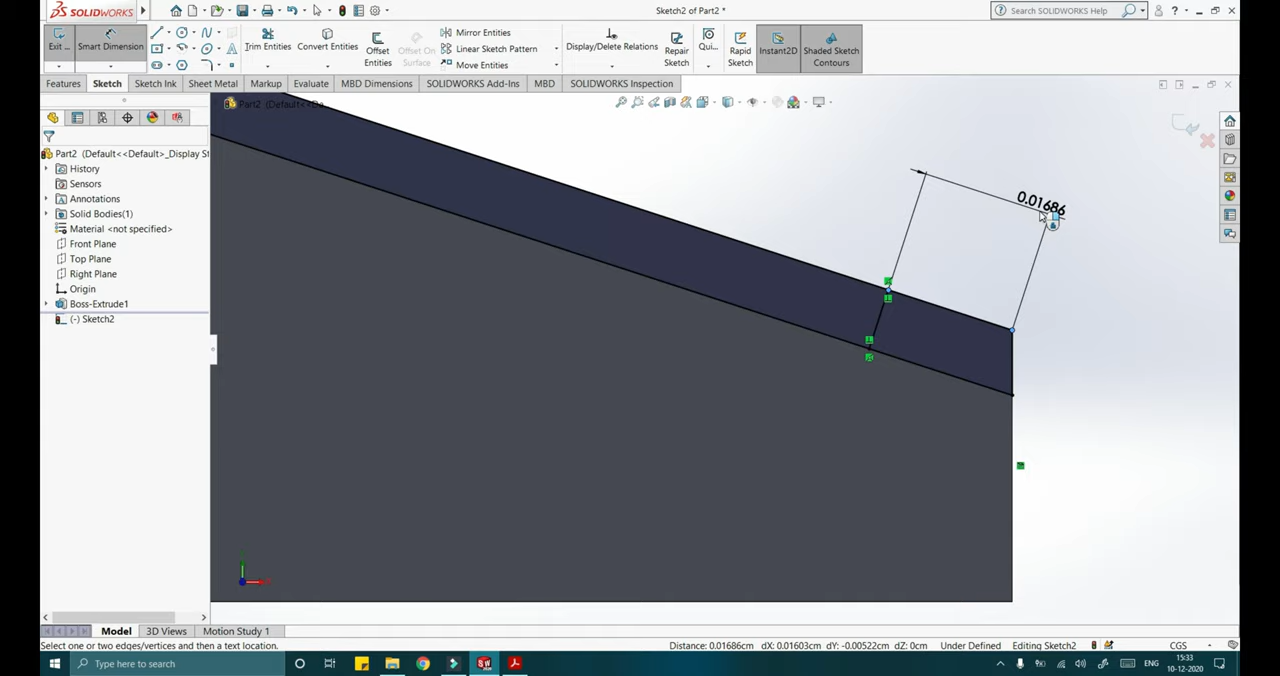 SOLIDWORKS
Sketch2 of Part2 *
Search SOLIDWORKS Help
Exit ...
Smart Dimension
Trim Entities
Convert Entities
Offset Entities
Offset On Surface
Mirror Entities
Linear Sketch Pattern
Move Entities
Display/Delete Relations
Repair Sketch
Qui...
Rapid Sketch
Instant2D
Shaded Sketch Contours
Features
Sketch
Sketch Ink
Sheet Metal
Markup
Evaluate
MBD Dimensions
SOLIDWORKS Add-Ins
MBD
SOLIDWORKS Inspection
Part2 (Default<<De...
Part2 (Default<<Default>_Display St
History
Sensors
Annotations
Solid Bodies(1)
Material <not specified>
Front Plane
Top Plane
Right Plane
Origin
Boss-Extrude1
(-) Sketch2
0.01686
Model
3D Views
Motion Study 1
Select one or two edges/vertices and then a text location.
Distance: 0.01686cm dX: 0.01603cm dY: -0.00522cm dZ: 0cm
Under Defined
Editing Sketch2
CGS
Type here to search
ENG
15:33
10-12-2020